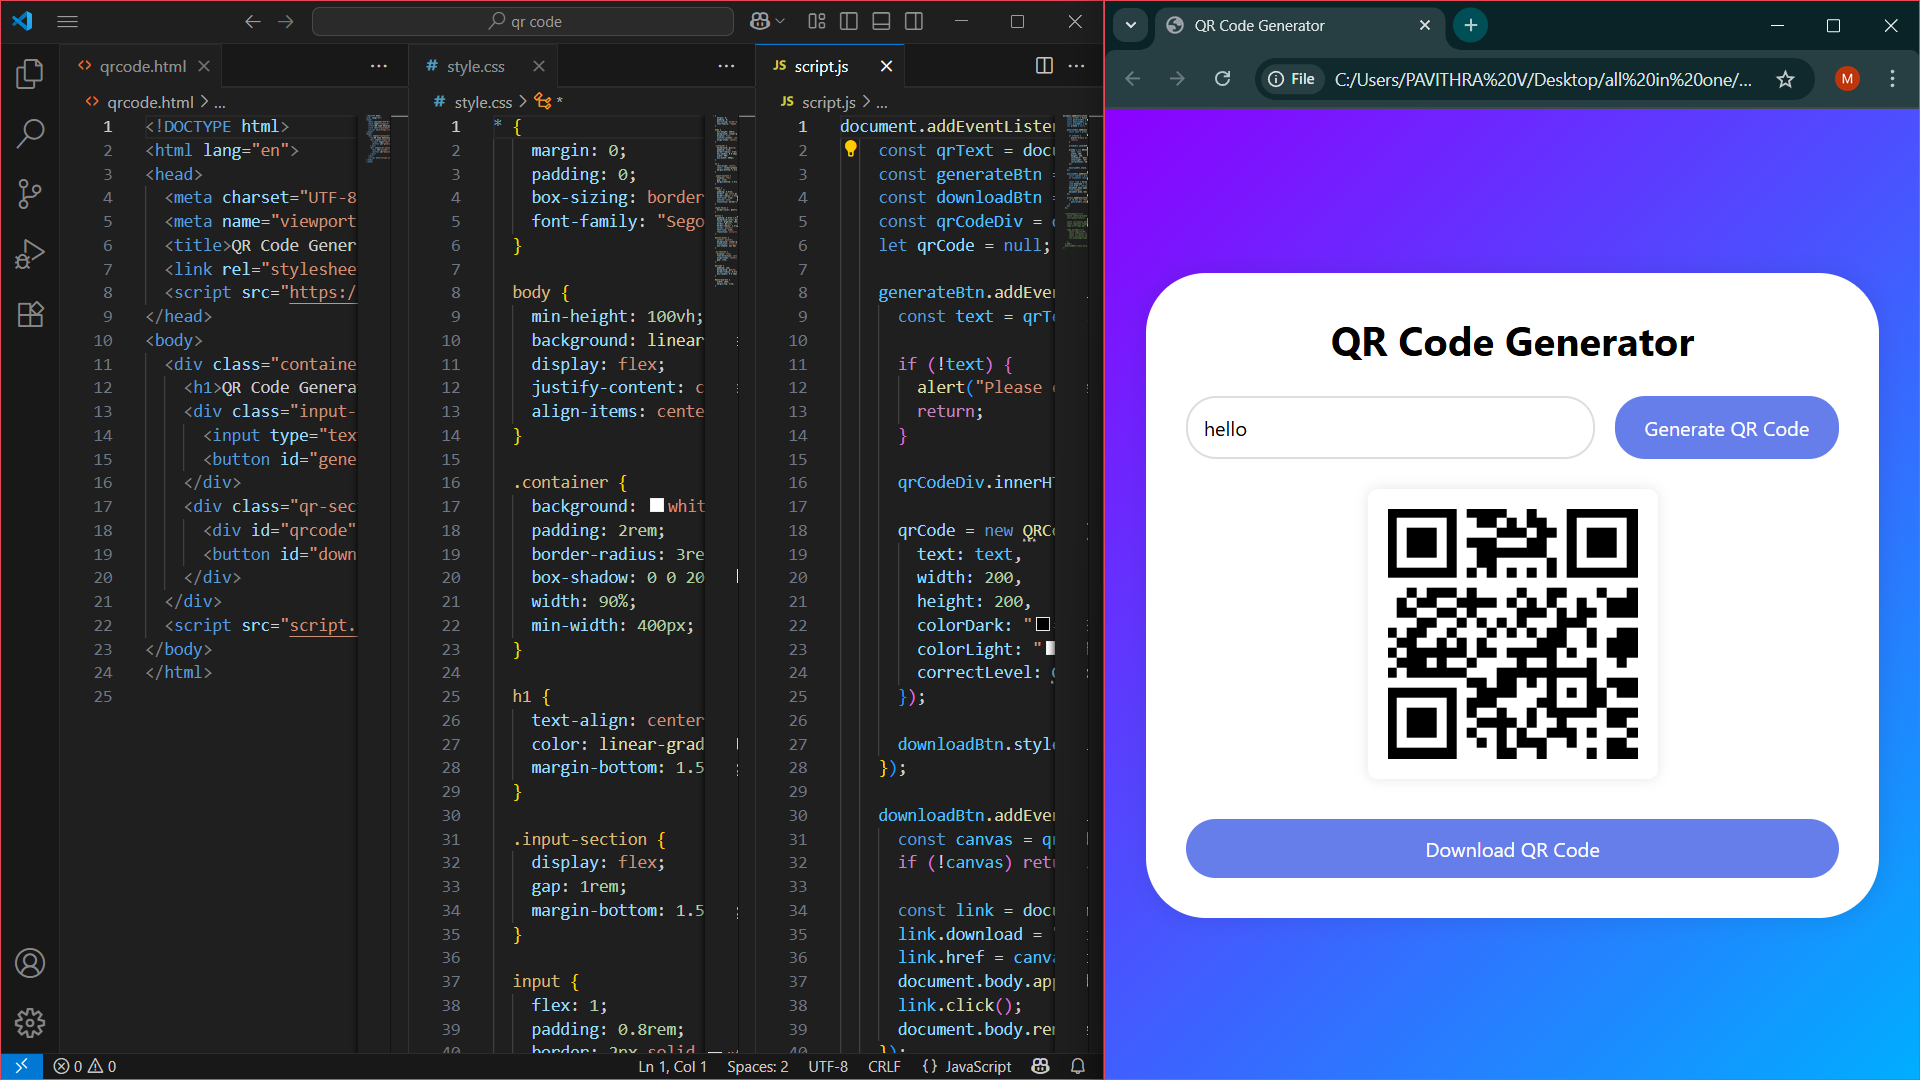 qr code
qrcode.html
style.css
script.js
qrcode.html > ...
style.css > *
script.js > ...
1 <!DOCTYPE html>
2 <html lang="en">
3 <head>
4 <meta charset="UTF-8
5 <meta name="viewport
6 <title>QR Code Gener
7 <link rel="styleshee
8 <script src="https:/
9 </head>
10 <body>
11 <div class="containe
12 <h1>QR Code Genera
13 <div class="input-
14 <input type="tex
15 <button id="gene
16 </div>
17 <div class="qr-sec
18 <div id="qrcode"
19 <button id="down
20 </div>
21 </div>
22 <script src="script.
23 </body>
24 </html>
25
1 * {
2 margin: 0;
3 padding: 0;
4 box-sizing: border
5 font-family: "Sego
6 }
7
8 body {
9 min-height: 100vh;
10 background: linear
11 display: flex;
12 justify-content: c
13 align-items: cente
14 }
15
16 .container {
17 background: whit
18 padding: 2rem;
19 border-radius: 3re
20 box-shadow: 0 0 20
21 width: 90%;
22 min-width: 400px;
23 }
24
25 h1 {
26 text-align: center
27 color: linear-grad
28 margin-bottom: 1.5
29 }
30
31 .input-section {
32 display: flex;
33 gap: 1rem;
34 margin-bottom: 1.5
35 }
36
37 input {
38 flex: 1;
39 padding: 0.8rem;
40 border: 2px solid
1 document.addEventListen
2 const qrText = docu
3 const generateBtn =
4 const downloadBtn =
5 const qrCodeDiv = d
6 let qrCode = null;
7
8 generateBtn.addEven
9 const text = qrTe
10
11 if (!text) {
12 alert("Please e
13 return;
14 }
15
16 qrCodeDiv.innerHT
17
18 qrCode = new QRCo
19 text: text,
20 width: 200,
21 height: 200,
22 colorDark: "
23 colorLight: "
24 correctLevel: Q
25 });
26
27 downloadBtn.style
28 });
29
30 downloadBtn.addEven
31 const canvas = qr
32 if (!canvas) retu
33
34 const link = docu
35 link.download =
36 link.href = canva
37 document.body.app
38 link.click();
39 document.body.rem
40 });
0 0
Ln 1, Col 1 Spaces: 2 UTF-8 CRLF {} JavaScript
QR Code Generator
File C:/Users/PAVITHRA%20V/Desktop/all%20in%20one/... M
QR Code Generator
hello
Generate QR Code
Download QR Code